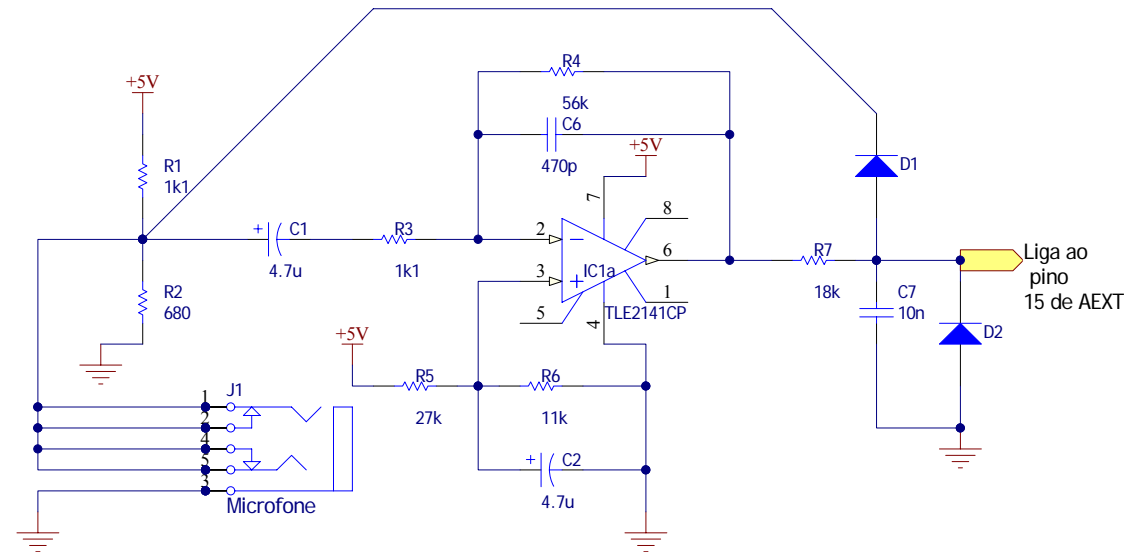 +5V
R1
1k1
R2
680
C1
4.7u
R3
1k1
R4
56k
C6
470p
+5V
7
8
2
3
6
IC1a
1
5
4
TLE2141CP
R7
18k
D1
C7
10n
D2
Liga ao
pino
15 de AEXT
+5V
R5
27k
R6
11k
C2
4.7u
J1
1
2
4
5
3
Microfone